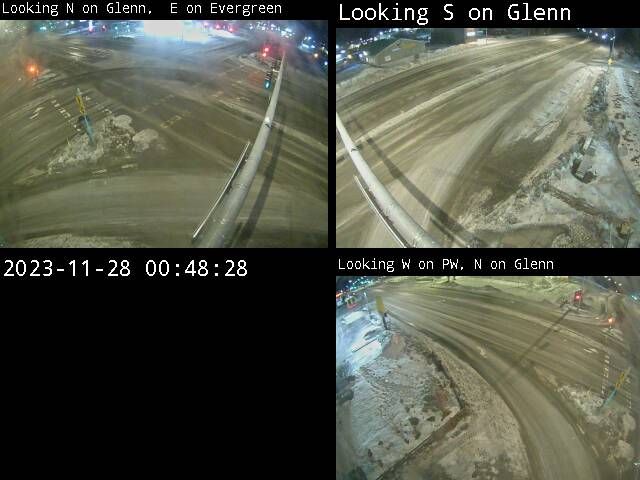 Looking N on Glenn, E on Evergreen
Looking S on Glenn
2023-11-28 00:48:28
Looking W on PW, N on Glenn